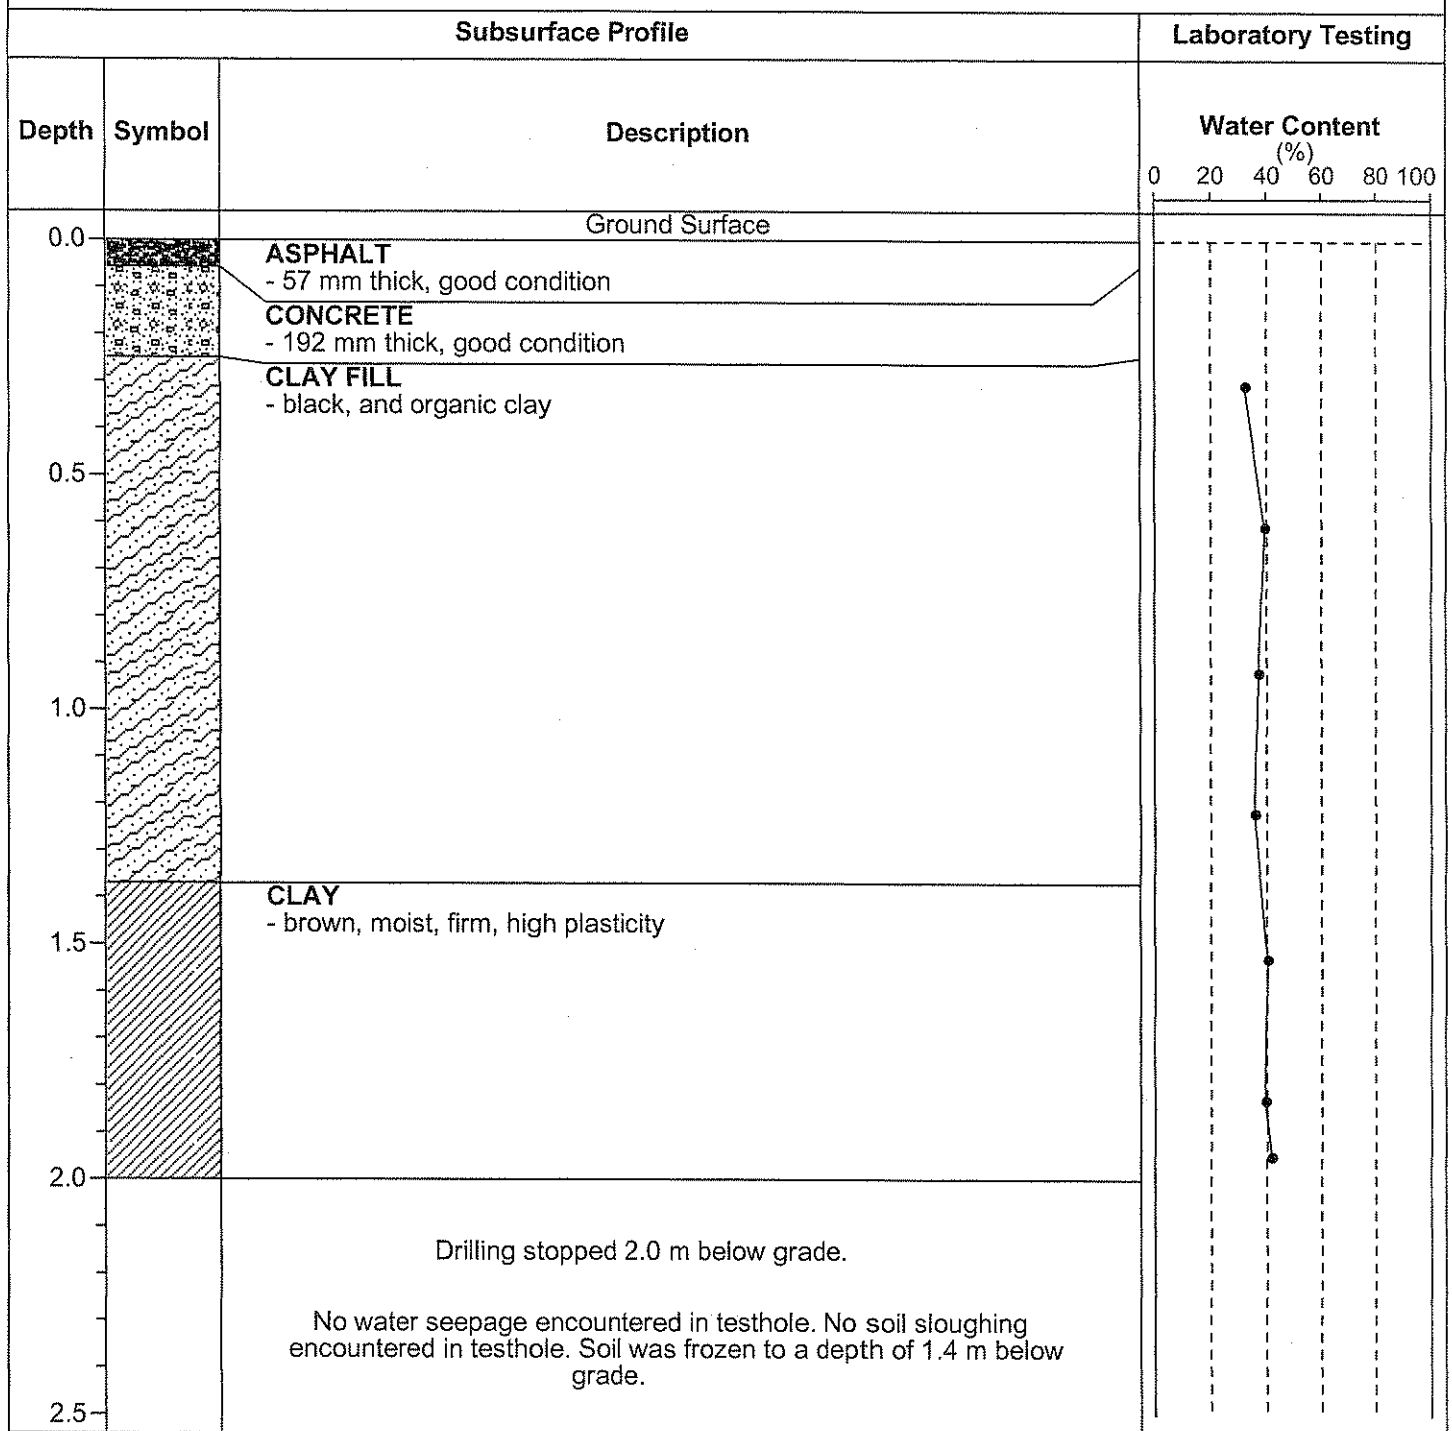 Subsurface Profile
Laboratory Testing
Depth
Symbol
Description
Water Content
(%)
0 20 40 60 80 100
Ground Surface
0.0
ASPHALT
- 57 mm thick, good condition
CONCRETE
- 192 mm thick, good condition
CLAY FILL
- black, and organic clay
0.5
1.0
CLAY
- brown, moist, firm, high plasticity
1.5
2.0
Drilling stopped 2.0 m below grade.
No water seepage encountered in testhole. No soil sloughing
encountered in testhole. Soil was frozen to a depth of 1.4 m below
grade.
2.5